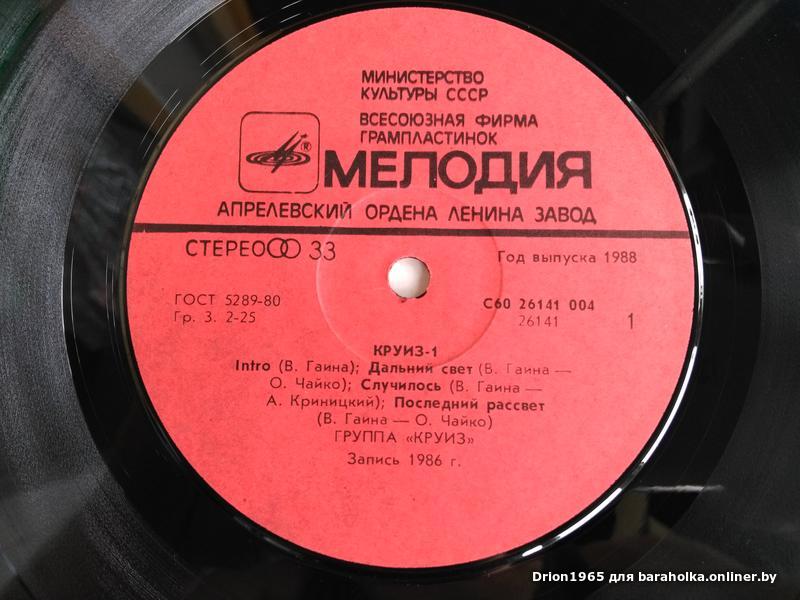 МИНИСТЕРСТВО
КУЛЬТУРЫ СССР
ВСЕСОЮЗНАЯ ФИРМА
ГРАМПЛАСТИНОК
®
МЕЛОДИЯ
АПРЕЛЕВСКИЙ ОРДЕНА ЛЕНИНА ЗАВОД
СТЕРЕО 33
Год выпуска 1988
ГОСТ 5289-80
Гр. 3. 2-25
С60 26141 004
26141
1
КРУИЗ-1
Intro (В. Гаина); Дальний свет (В. Гаина —
О. Чайко); Случилось (В. Гаина —
А. Криницкий); Последний рассвет
(В. Гаина — О. Чайко)
ГРУППА «КРУИЗ»
Запись 1986 г.
Drion1965 для baraholka.onliner.by